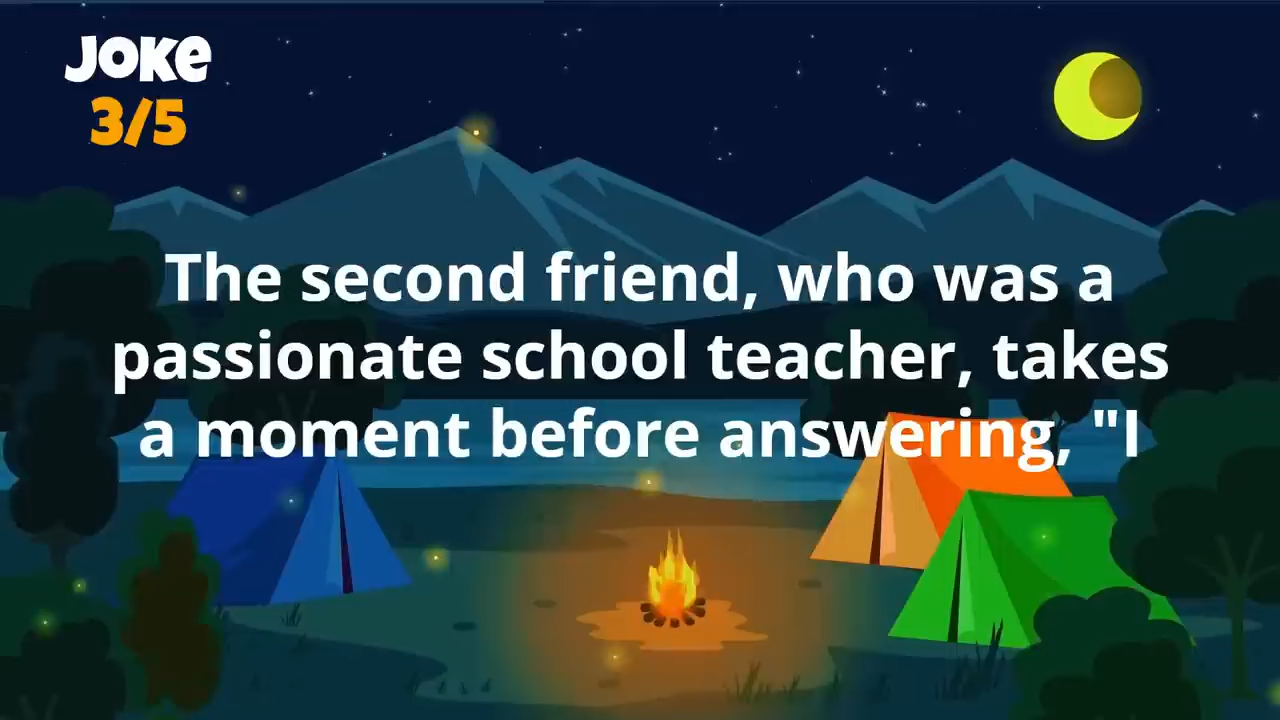 JOKE
3/5
The second friend, who was a
passionate school teacher, takes
a moment before answering, "I